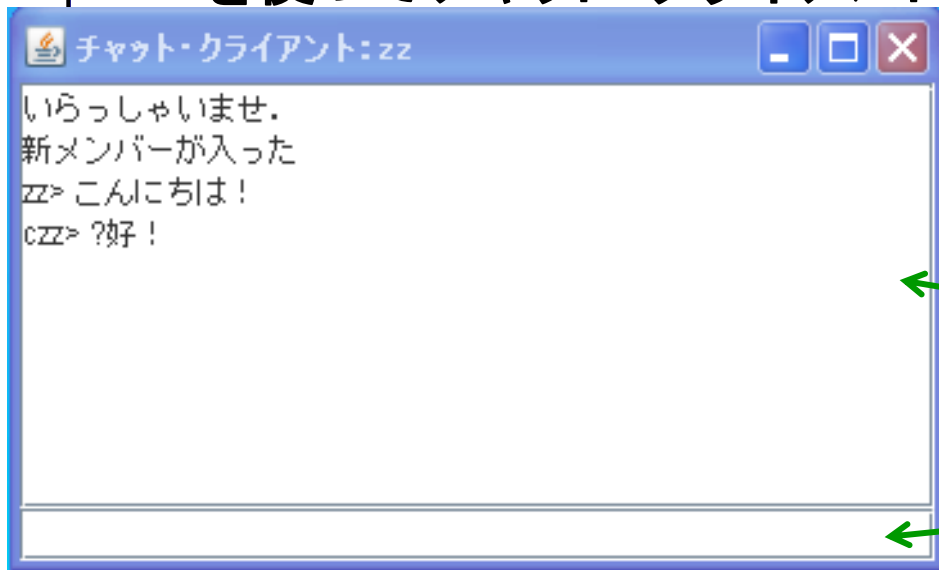 チャット・クライアント:zz
いらっしゃいませ.
新メンバーが入った
zz> こんにちは!
czz> ?好!